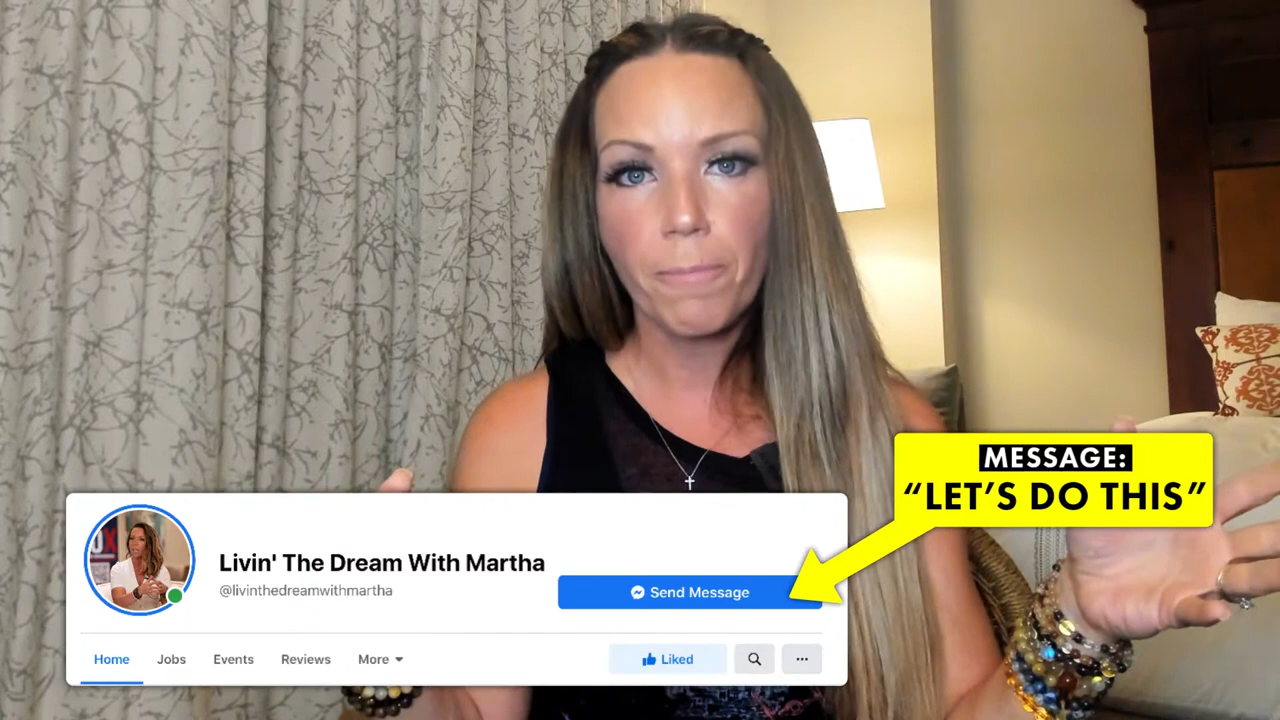 MESSAGE:
“LET’S DO THIS”
Livin' The Dream With Martha
@livinthedreamwithmartha
Send Message
Home Jobs Events Reviews More
Liked